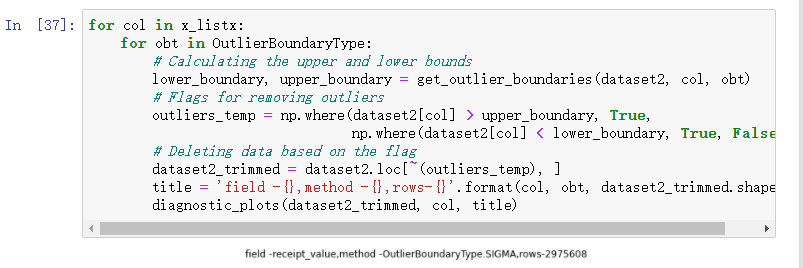 In [37]: for col in x_listx:
for obt in OutlierBoundaryType:
# Calculating the upper and lower bounds
lower_boundary, upper_boundary = get_outlier_boundaries(dataset2, col, obt)
# Flags for removing outliers
outliers_temp = np.where(dataset2[col] > upper_boundary, True,
np.where(dataset2[col] < lower_boundary, True, False
# Deleting data based on the flag
dataset2_trimmed = dataset2.loc[~(outliers_temp), ]
title = 'field -{},method -{},rows-{}'.format(col, obt, dataset2_trimmed.shape
diagnostic_plots(dataset2_trimmed, col, title)
field -receipt_value,method -OutlierBoundaryType.SIGMA,rows-2975608